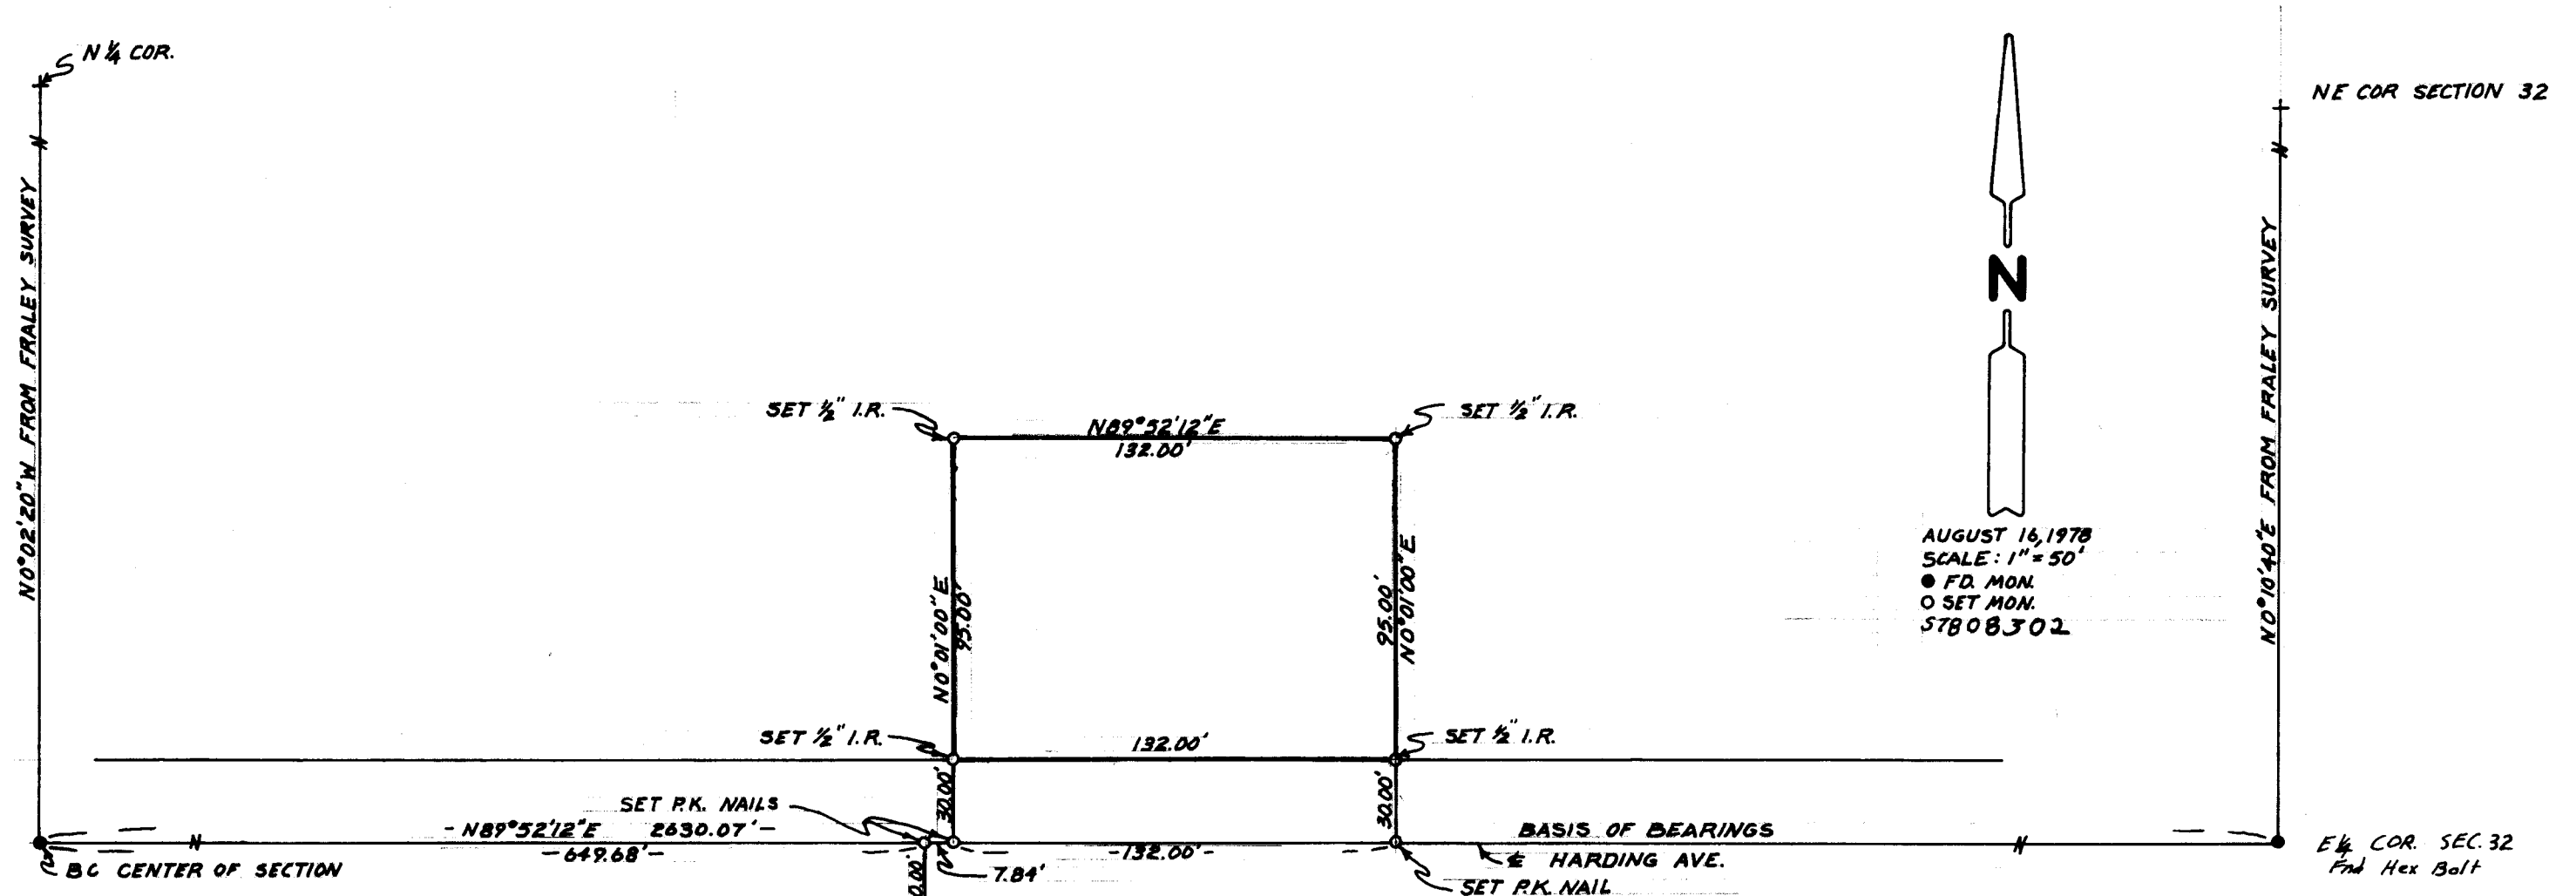 N 1/4 COR.
NE COR SECTION 32
N0°02'20"W FROM FRALEY SURVEY
N0°10'40"E FROM FRALEY SURVEY
N
AUGUST 16, 1978
SCALE: 1" = 50'
FD. MON.
SET MON.
S7808302
SET 1/2" I.R.
N89°52'12"E
132.00'
SET 1/2" I.R.
N0°01'00"E
95.00'
95.00'
N0°01'00"E
SET 1/2" I.R.
132.00'
SET 1/2" I.R.
30.00'
30.00'
SET P.K. NAILS
-N89°52'12"E 2630.07'-
-649.68'-
-132.00'-
7.84'
BASIS OF BEARINGS
℄ HARDING AVE.
SET P.K. NAIL
BC CENTER OF SECTION
E 1/4 COR. SEC. 32
Fnd Hex Bolt